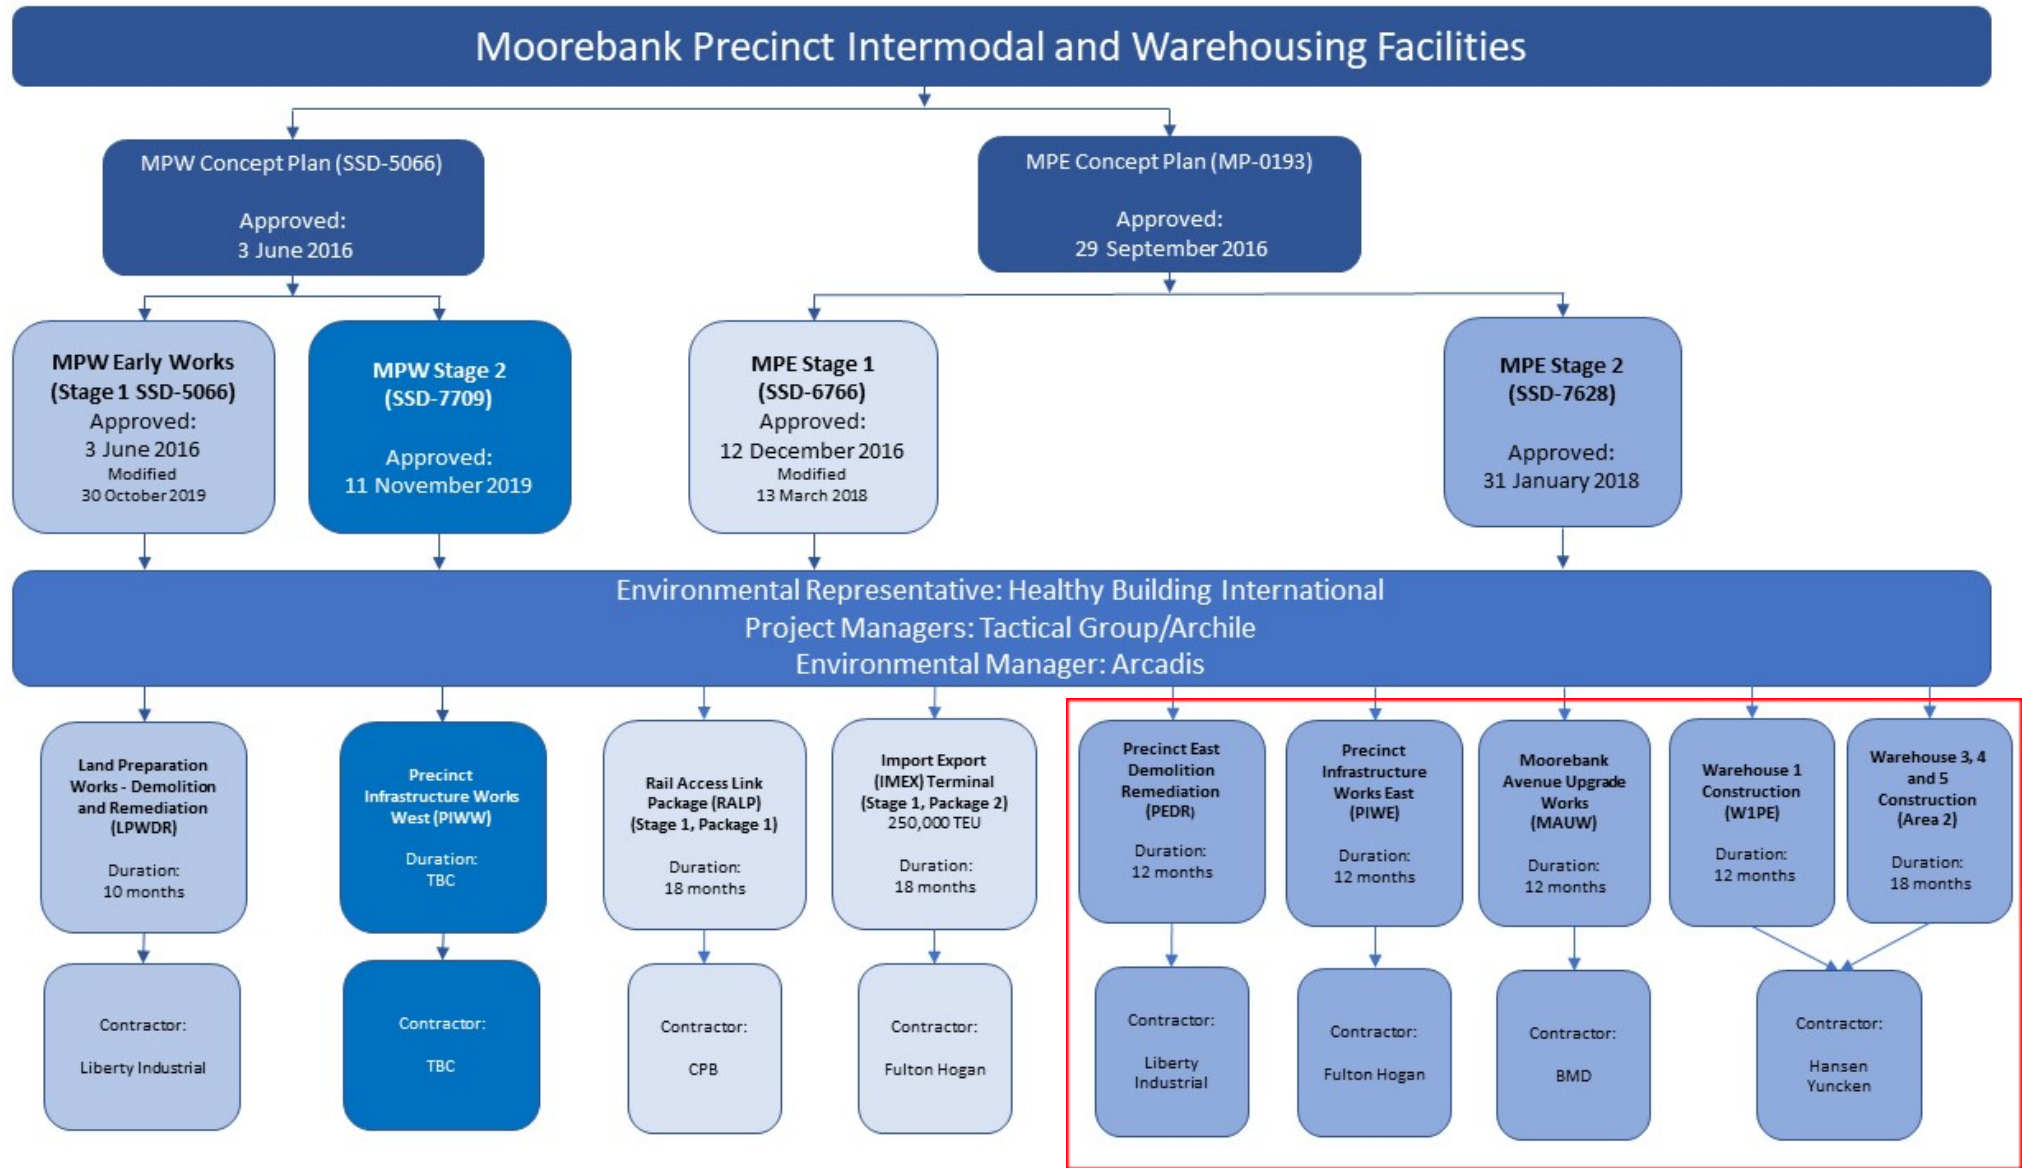 Moorebank Precinct Intermodal and Warehousing Facilities
MPW Concept Plan (SSD-5066)
Approved:
3 June 2016
MPE Concept Plan (MP-0193)
Approved:
29 September 2016
MPW Early Works
(Stage 1 SSD-5066)
Approved:
3 June 2016
Modified
30 October 2019
MPW Stage 2
(SSD-7709)
Approved:
11 November 2019
MPE Stage 1
(SSD-6766)
Approved:
12 December 2016
Modified
13 March 2018
MPE Stage 2
(SSD-7628)
Approved:
31 January 2018
Environmental Representative: Healthy Building International
Project Managers: Tactical Group/Archile
Environmental Manager: Arcadis
Land Preparation
Works - Demolition
and Remediation
(LPWDR)
Duration:
10 months
Precinct
Infrastructure Works
West (PIWW)
Duration:
TBC
Rail Access Link
Package (RALP)
(Stage 1, Package 1)
Duration:
18 months
Import Export
(IMEX) Terminal
(Stage 1, Package 2)
250,000 TEU
Duration:
18 months
Precinct East
Demolition
Remediation
(PEDR)
Duration:
12 months
Precinct
Infrastructure
Works East
(PIWE)
Duration:
12 months
Moorebank
Avenue Upgrade
Works
(MAUW)
Duration:
12 months
Warehouse 1
Construction
(W1PE)
Duration:
12 months
Warehouse 3, 4
and 5
Construction
(Area 2)
Duration:
18 months
Contractor:
Liberty Industrial
Contractor:
TBC
Contractor:
CPB
Contractor:
Fulton Hogan
Contractor:
Liberty
Industrial
Contractor:
Fulton Hogan
Contractor:
BMD
Contractor:
Hansen
Yuncken